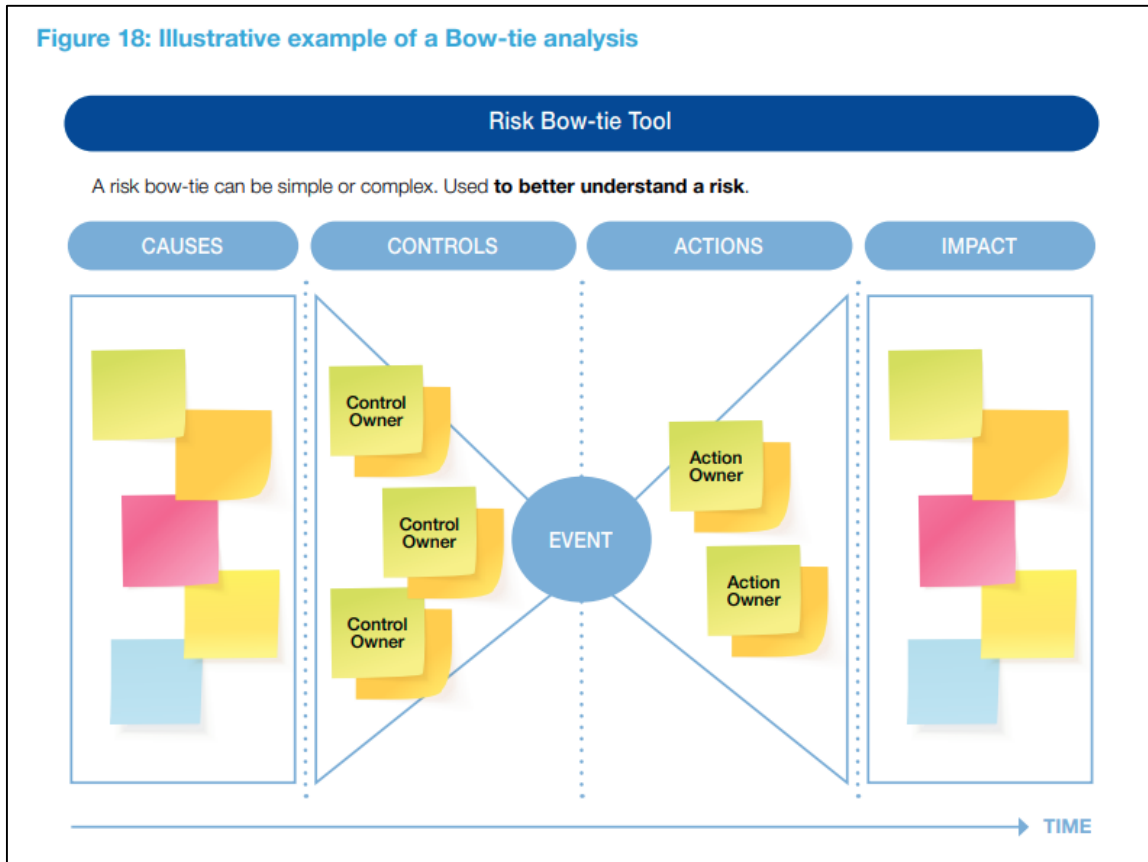 Figure 18: Illustrative example of a Bow-tie analysis
Risk Bow-tie Tool
A risk bow-tie can be simple or complex. Used to better understand a risk.
CAUSES
CONTROLS
ACTIONS
IMPACT
Control
Owner
Control
Owner
Control
Owner
EVENT
Action
Owner
Action
Owner
TIME